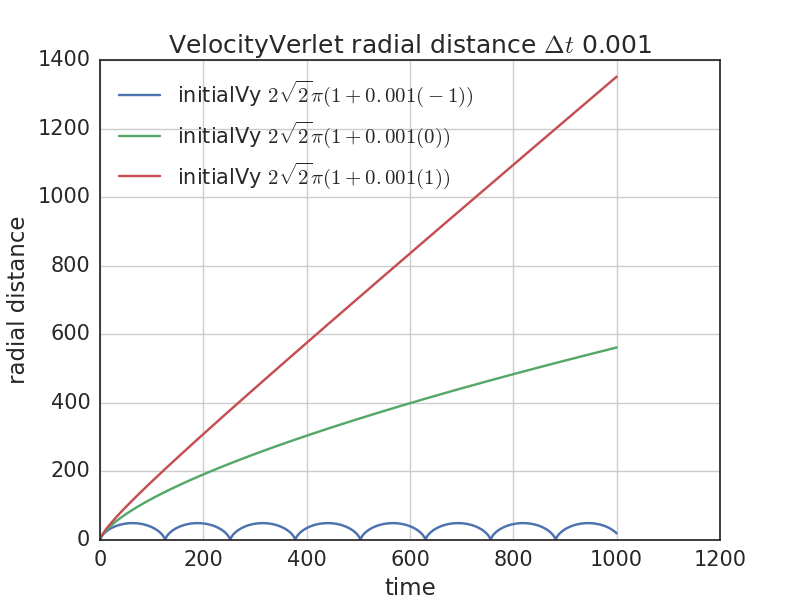 VelocityVerlet radial distance Δt 0.001
initialVy 2√2π(1+0.001(−1))
initialVy 2√2π(1+0.001(0))
initialVy 2√2π(1+0.001(1))
radial distance
1400
1200
1000
800
600
400
200
0
0 200 400 600 800 1000 1200
time